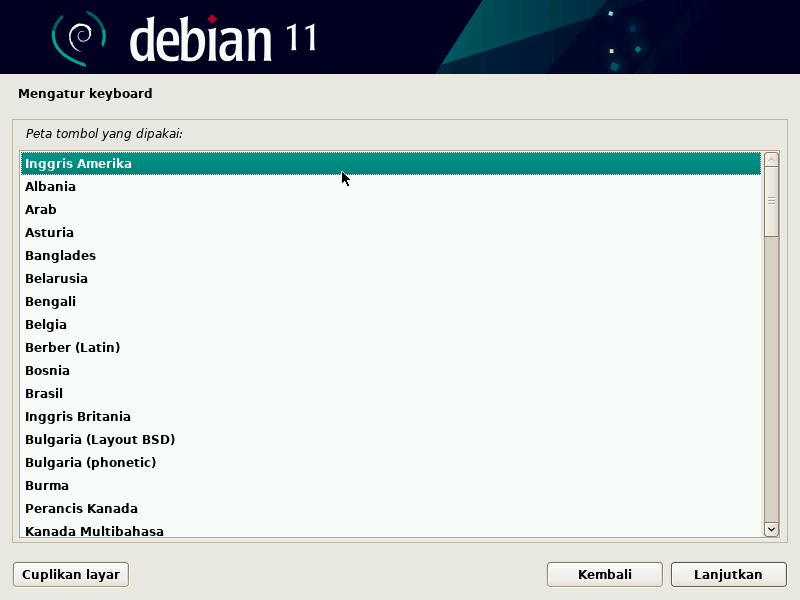 debian 11
Mengatur keyboard
Peta tombol yang dipakai:
Inggris Amerika
Albania
Arab
Asturia
Banglades
Belarusia
Bengali
Belgia
Berber (Latin)
Bosnia
Brasil
Inggris Britania
Bulgaria (Layout BSD)
Bulgaria (phonetic)
Burma
Perancis Kanada
Kanada Multibahasa
Cuplikan layar
Kembali
Lanjutkan